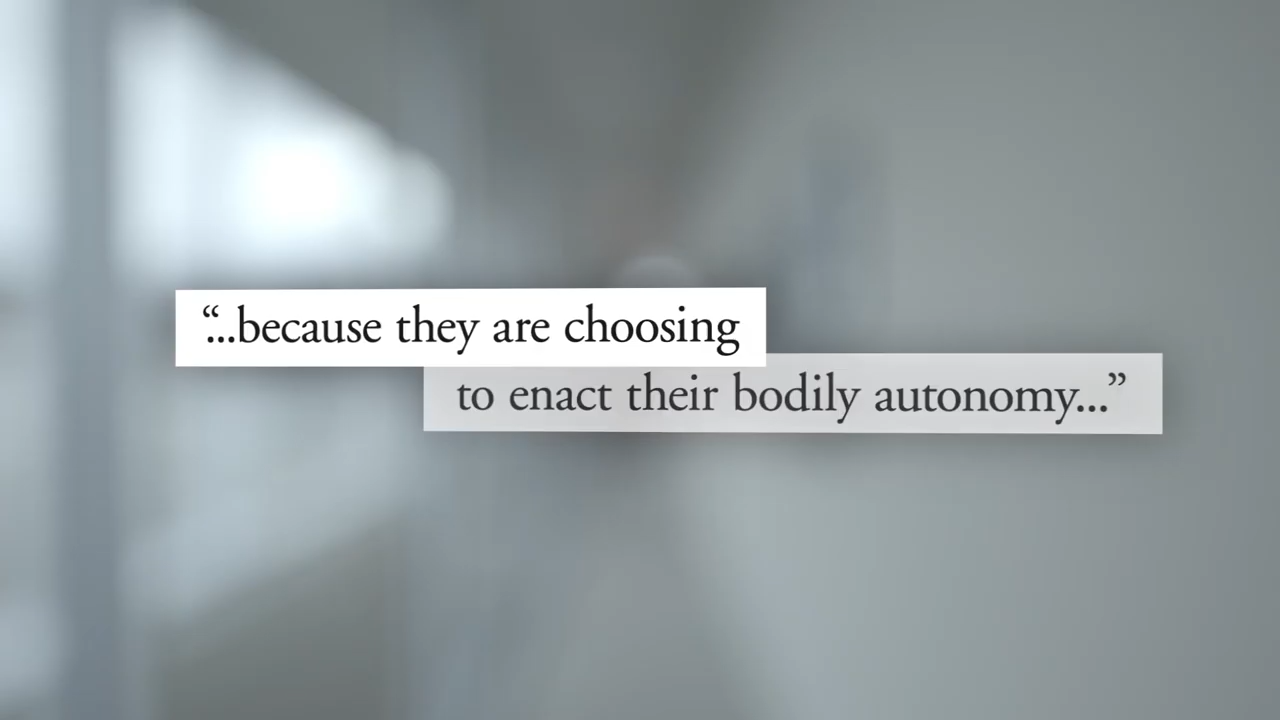 “...because they are choosing
to enact their bodily autonomy...”